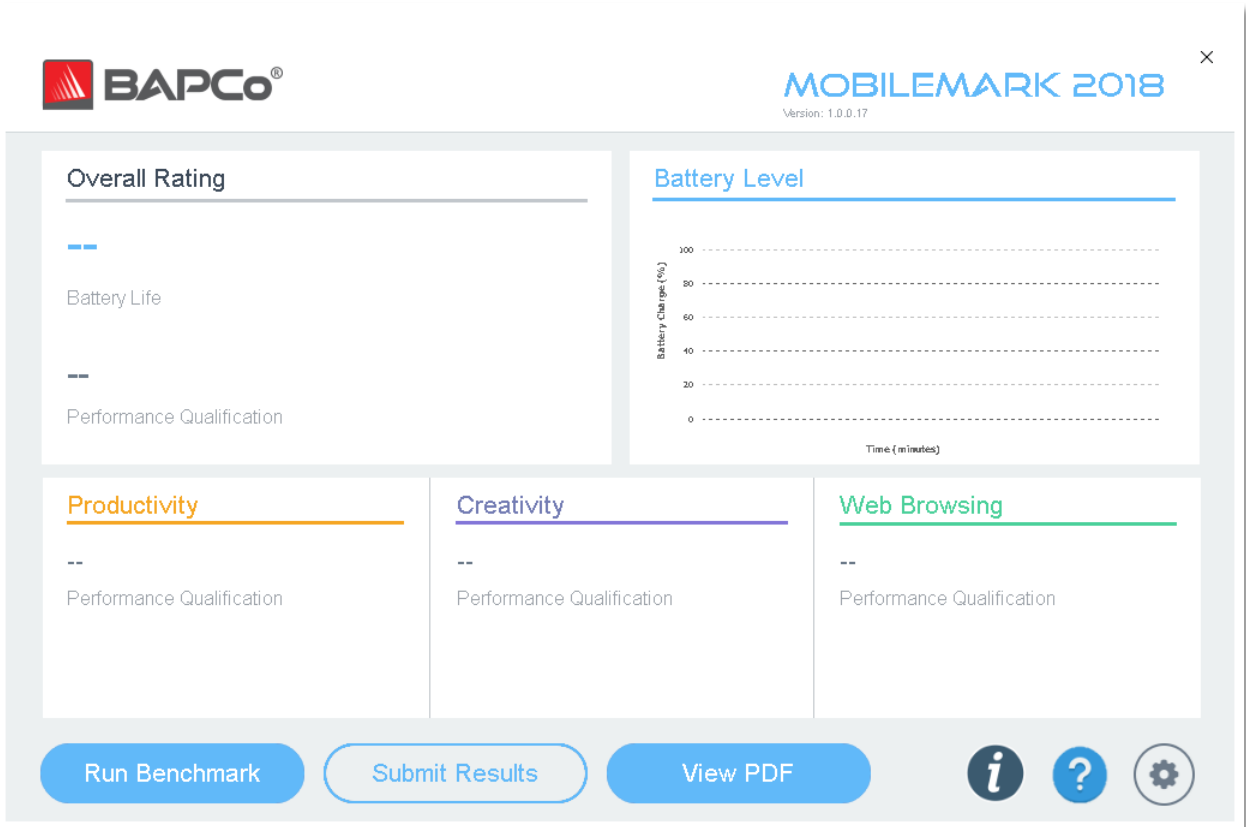 BAPCo®
MOBILEMARK 2018
Version: 1.0.0.17
Overall Rating
--
Battery Life
--
Performance Qualification
Battery Level
Battery Charge (%)
100
80
60
40
20
0
Time (minutes)
Productivity
--
Performance Qualification
Creativity
--
Performance Qualification
Web Browsing
--
Performance Qualification
Run Benchmark
Submit Results
View PDF
i
?